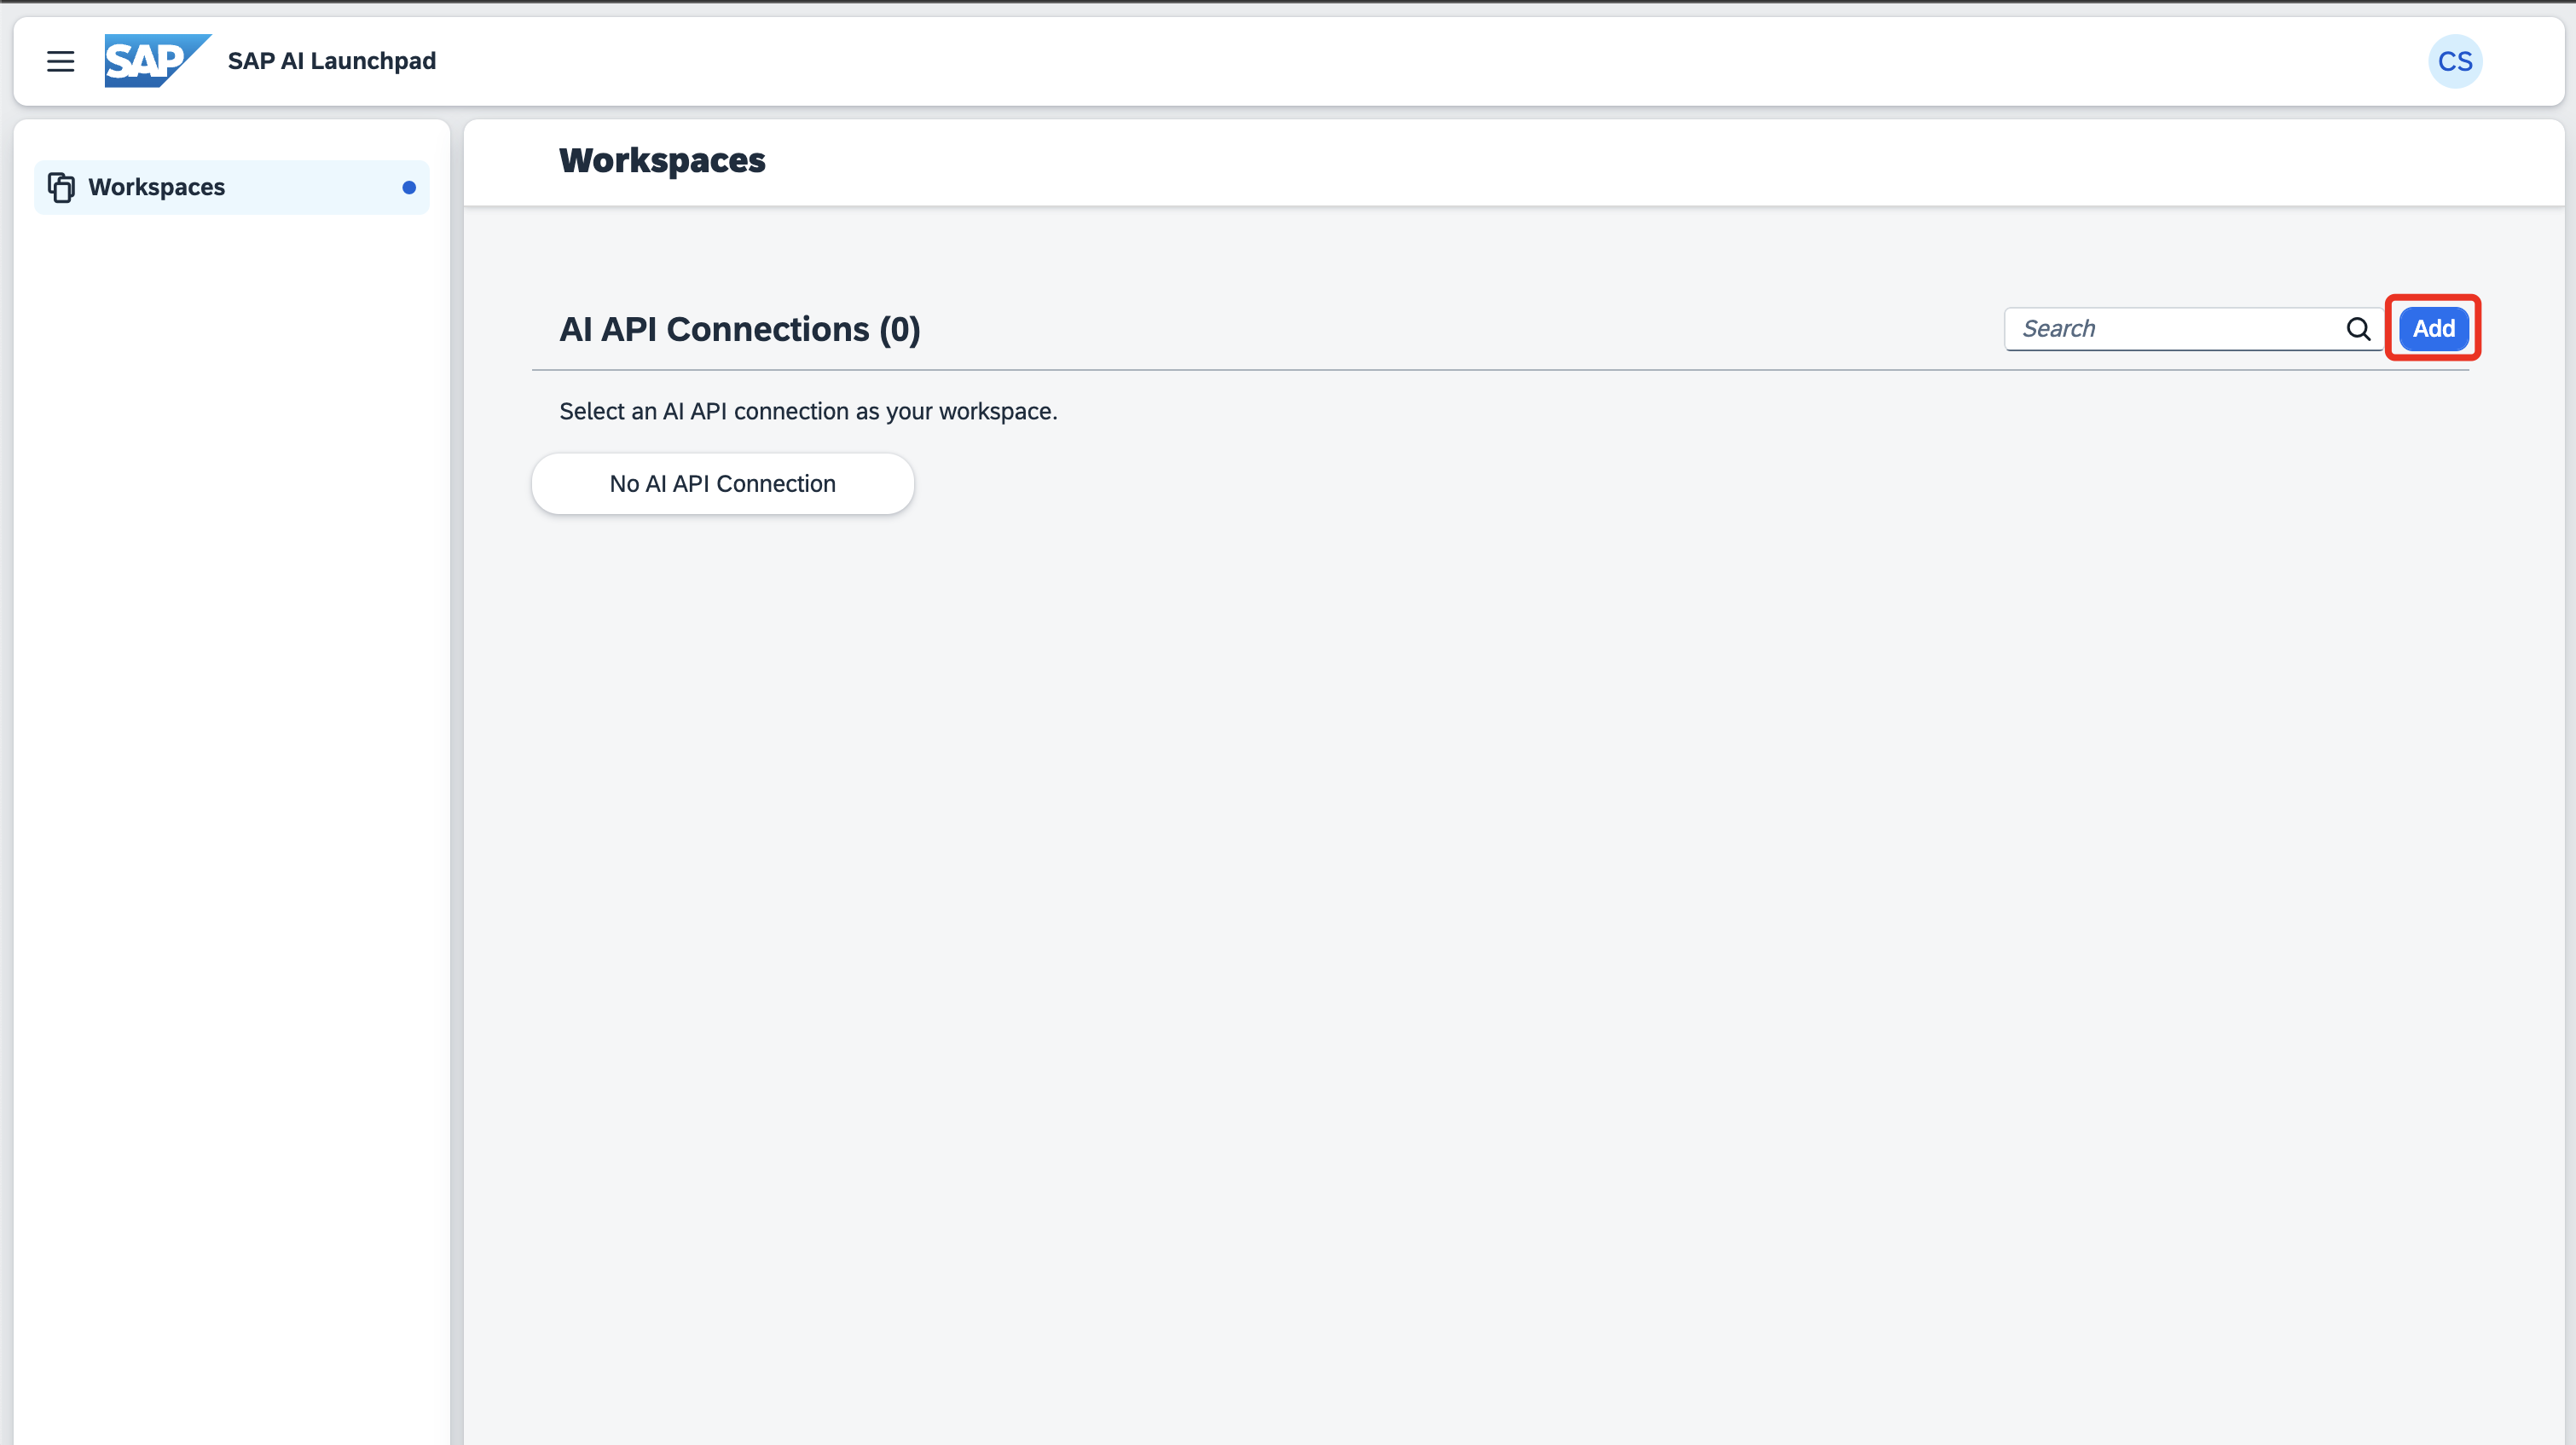 SAP SAP AI Launchpad CS
Workspaces
Workspaces
AI API Connections (0)
Search
Add
Select an AI API connection as your workspace.
No AI API Connection